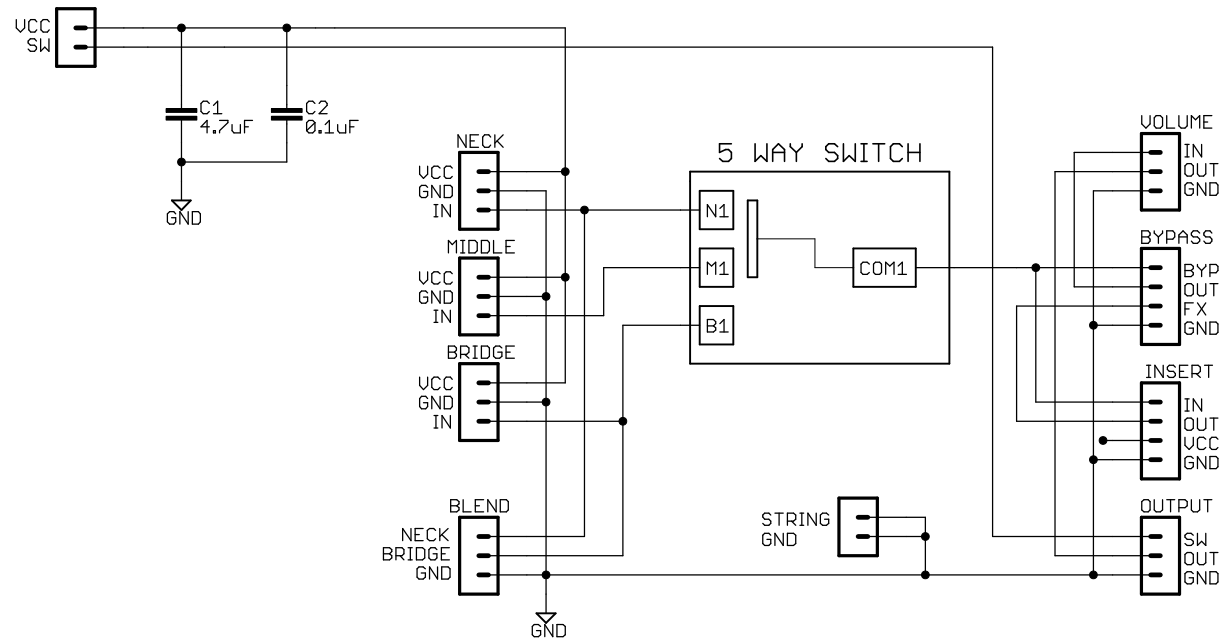 VCC
SW
C1
4.7uF
C2
0.1uF
NECK
VCC
GND
IN
GND
MIDDLE
VCC
GND
IN
BRIDGE
VCC
GND
IN
BLEND
NECK
BRIDGE
GND
GND
5 WAY SWITCH
N1
M1
B1
COM1
STRING
GND
VOLUME
IN
OUT
GND
BYPASS
BYP
OUT
FX
GND
INSERT
IN
OUT
VCC
GND
OUTPUT
SW
OUT
GND